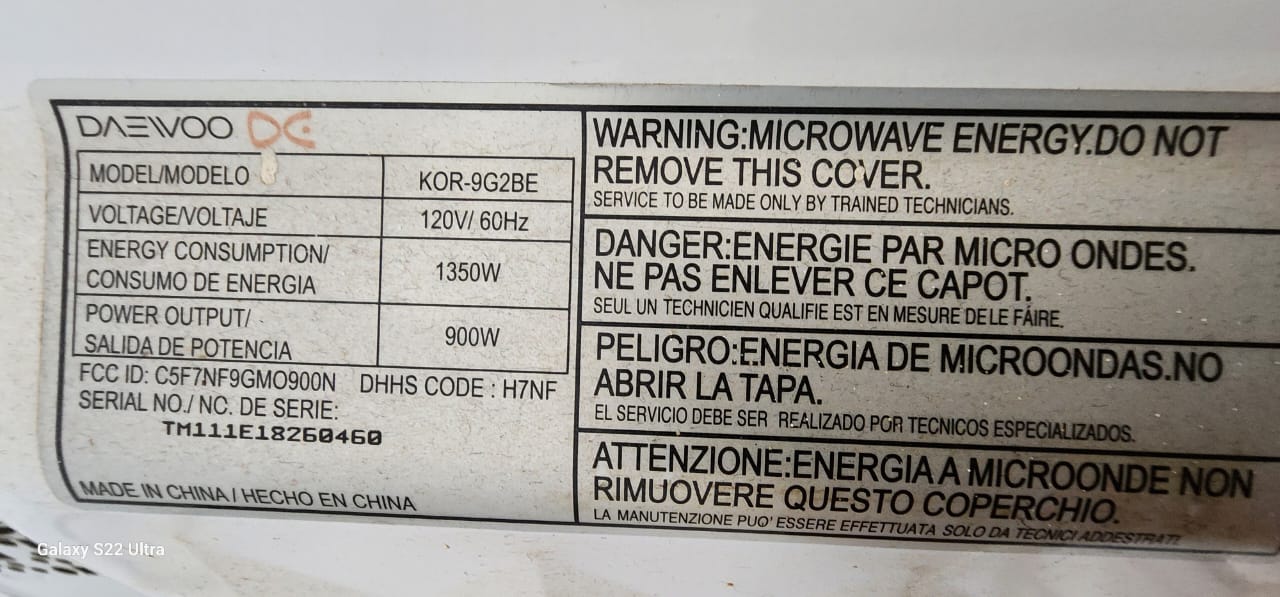 DAEWOO
MODEL/MODELO KOR-9G2BE
VOLTAGE/VOLTAJE 120V/ 60Hz
ENERGY CONSUMPTION/
CONSUMO DE ENERGIA 1350W
POWER OUTPUT/
SALIDA DE POTENCIA 900W
FCC ID: C5F7NF9GMO900N DHHS CODE : H7NF
SERIAL NO./ NC. DE SERIE:
TM111E18260460
MADE IN CHINA / HECHO EN CHINA
WARNING:MICROWAVE ENERGY.DO NOT
REMOVE THIS COVER.
SERVICE TO BE MADE ONLY BY TRAINED TECHNICIANS.
DANGER:ENERGIE PAR MICRO ONDES.
NE PAS ENLEVER CE CAPOT.
SEUL UN TECHNICIEN QUALIFIE EST EN MESURE DE LE FÁIRE.
PELIGRO:ENERGIA DE MICROONDAS.NO
ABRIR LA TAPA.
EL SERVICIO DEBE SER REALIZADO POR TECNICOS ESPECIALIZADOS.
ATTENZIONE:ENERGIA A MICROONDE NON
RIMUOVERE QUESTO COPERCHIO.
LA MANUTENZIONE PUO' ESSERE EFFETTUATA SOLO DA TECNICI ADDESTRATI.
Galaxy S22 Ultra